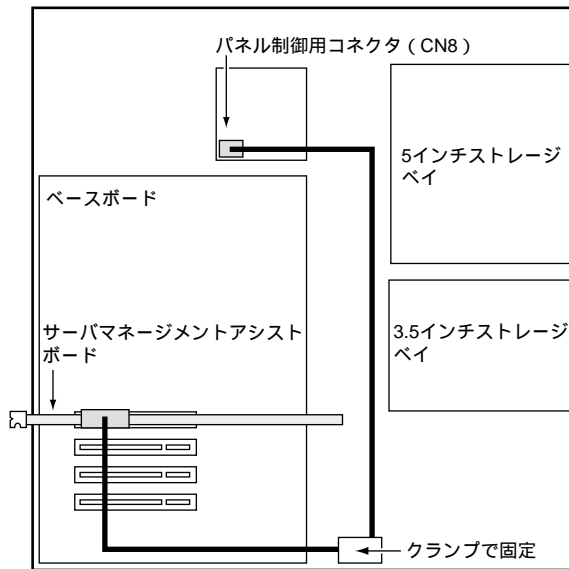 パネル制御用コネクタ（CN8）
5インチストレージ
ベイ
ベースボード
サーバマネージメントアシスト
ボード
3.5インチストレージ
ベイ
クランプで固定